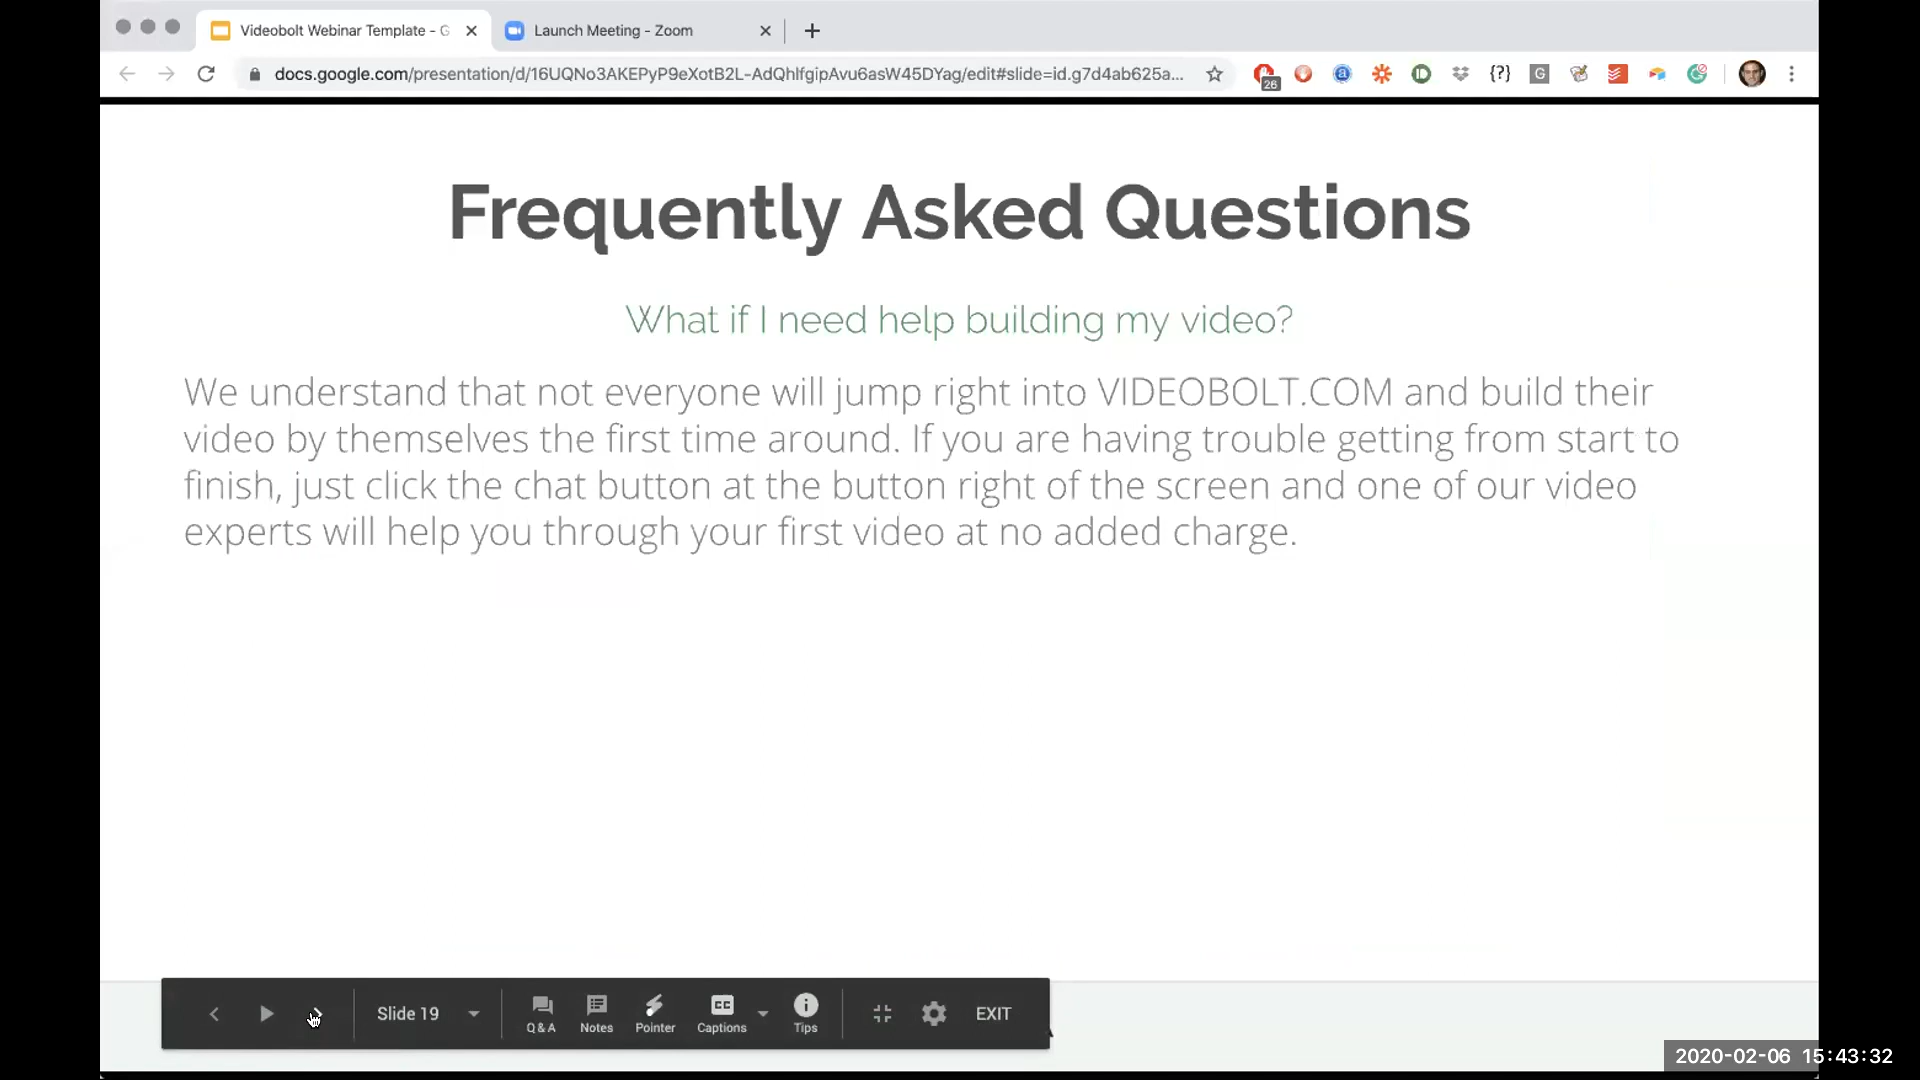 Videobolt Webinar Template - G
Launch Meeting - Zoom
docs.google.com/presentation/d/16UQNo3AKEPyP9eXotB2L-AdQhlfgipAvu6asW45DYag/edit#slide=id.g7d4ab625a...
26
{?}
G
Frequently Asked Questions
What if I need help building my video?
We understand that not everyone will jump right into VIDEOBOLT.COM and build their
video by themselves the first time around. If you are having trouble getting from start to
finish, just click the chat button at the button right of the screen and one of our video
experts will help you through your first video at no added charge.
Slide 19
Q & A
Notes
Pointer
CC
Captions
Tips
EXIT
2020-02-06 15:43:32